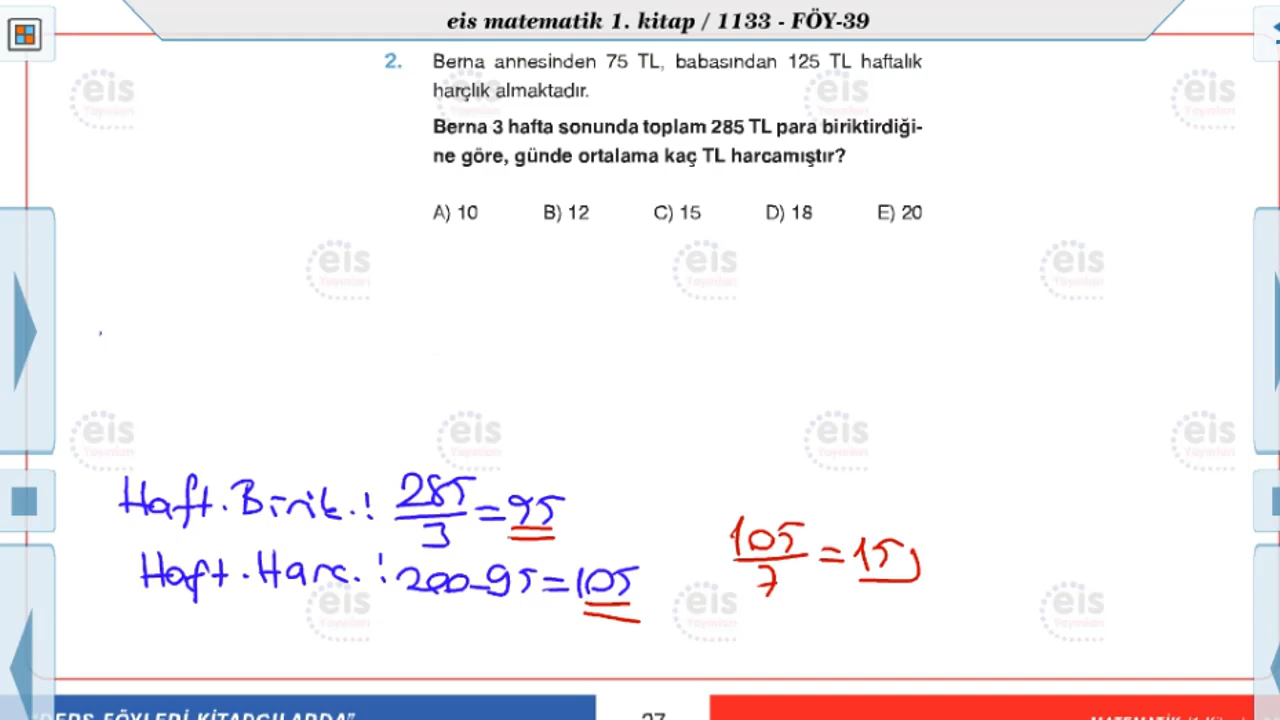 eis matematik 1. kitap / 1133 - FÖY-39
2. Berna annesinden 75 TL, babasından 125 TL haftalık
harçlık almaktadır.
Berna 3 hafta sonunda toplam 285 TL para biriktirdiği-
ne göre, günde ortalama kaç TL harcamıştır?
A) 10 B) 12 C) 15 D) 18 E) 20
Haft. Birik. : 285/3 = 95
Haft. Harc. : 200-95=105
105/7 = 15
27